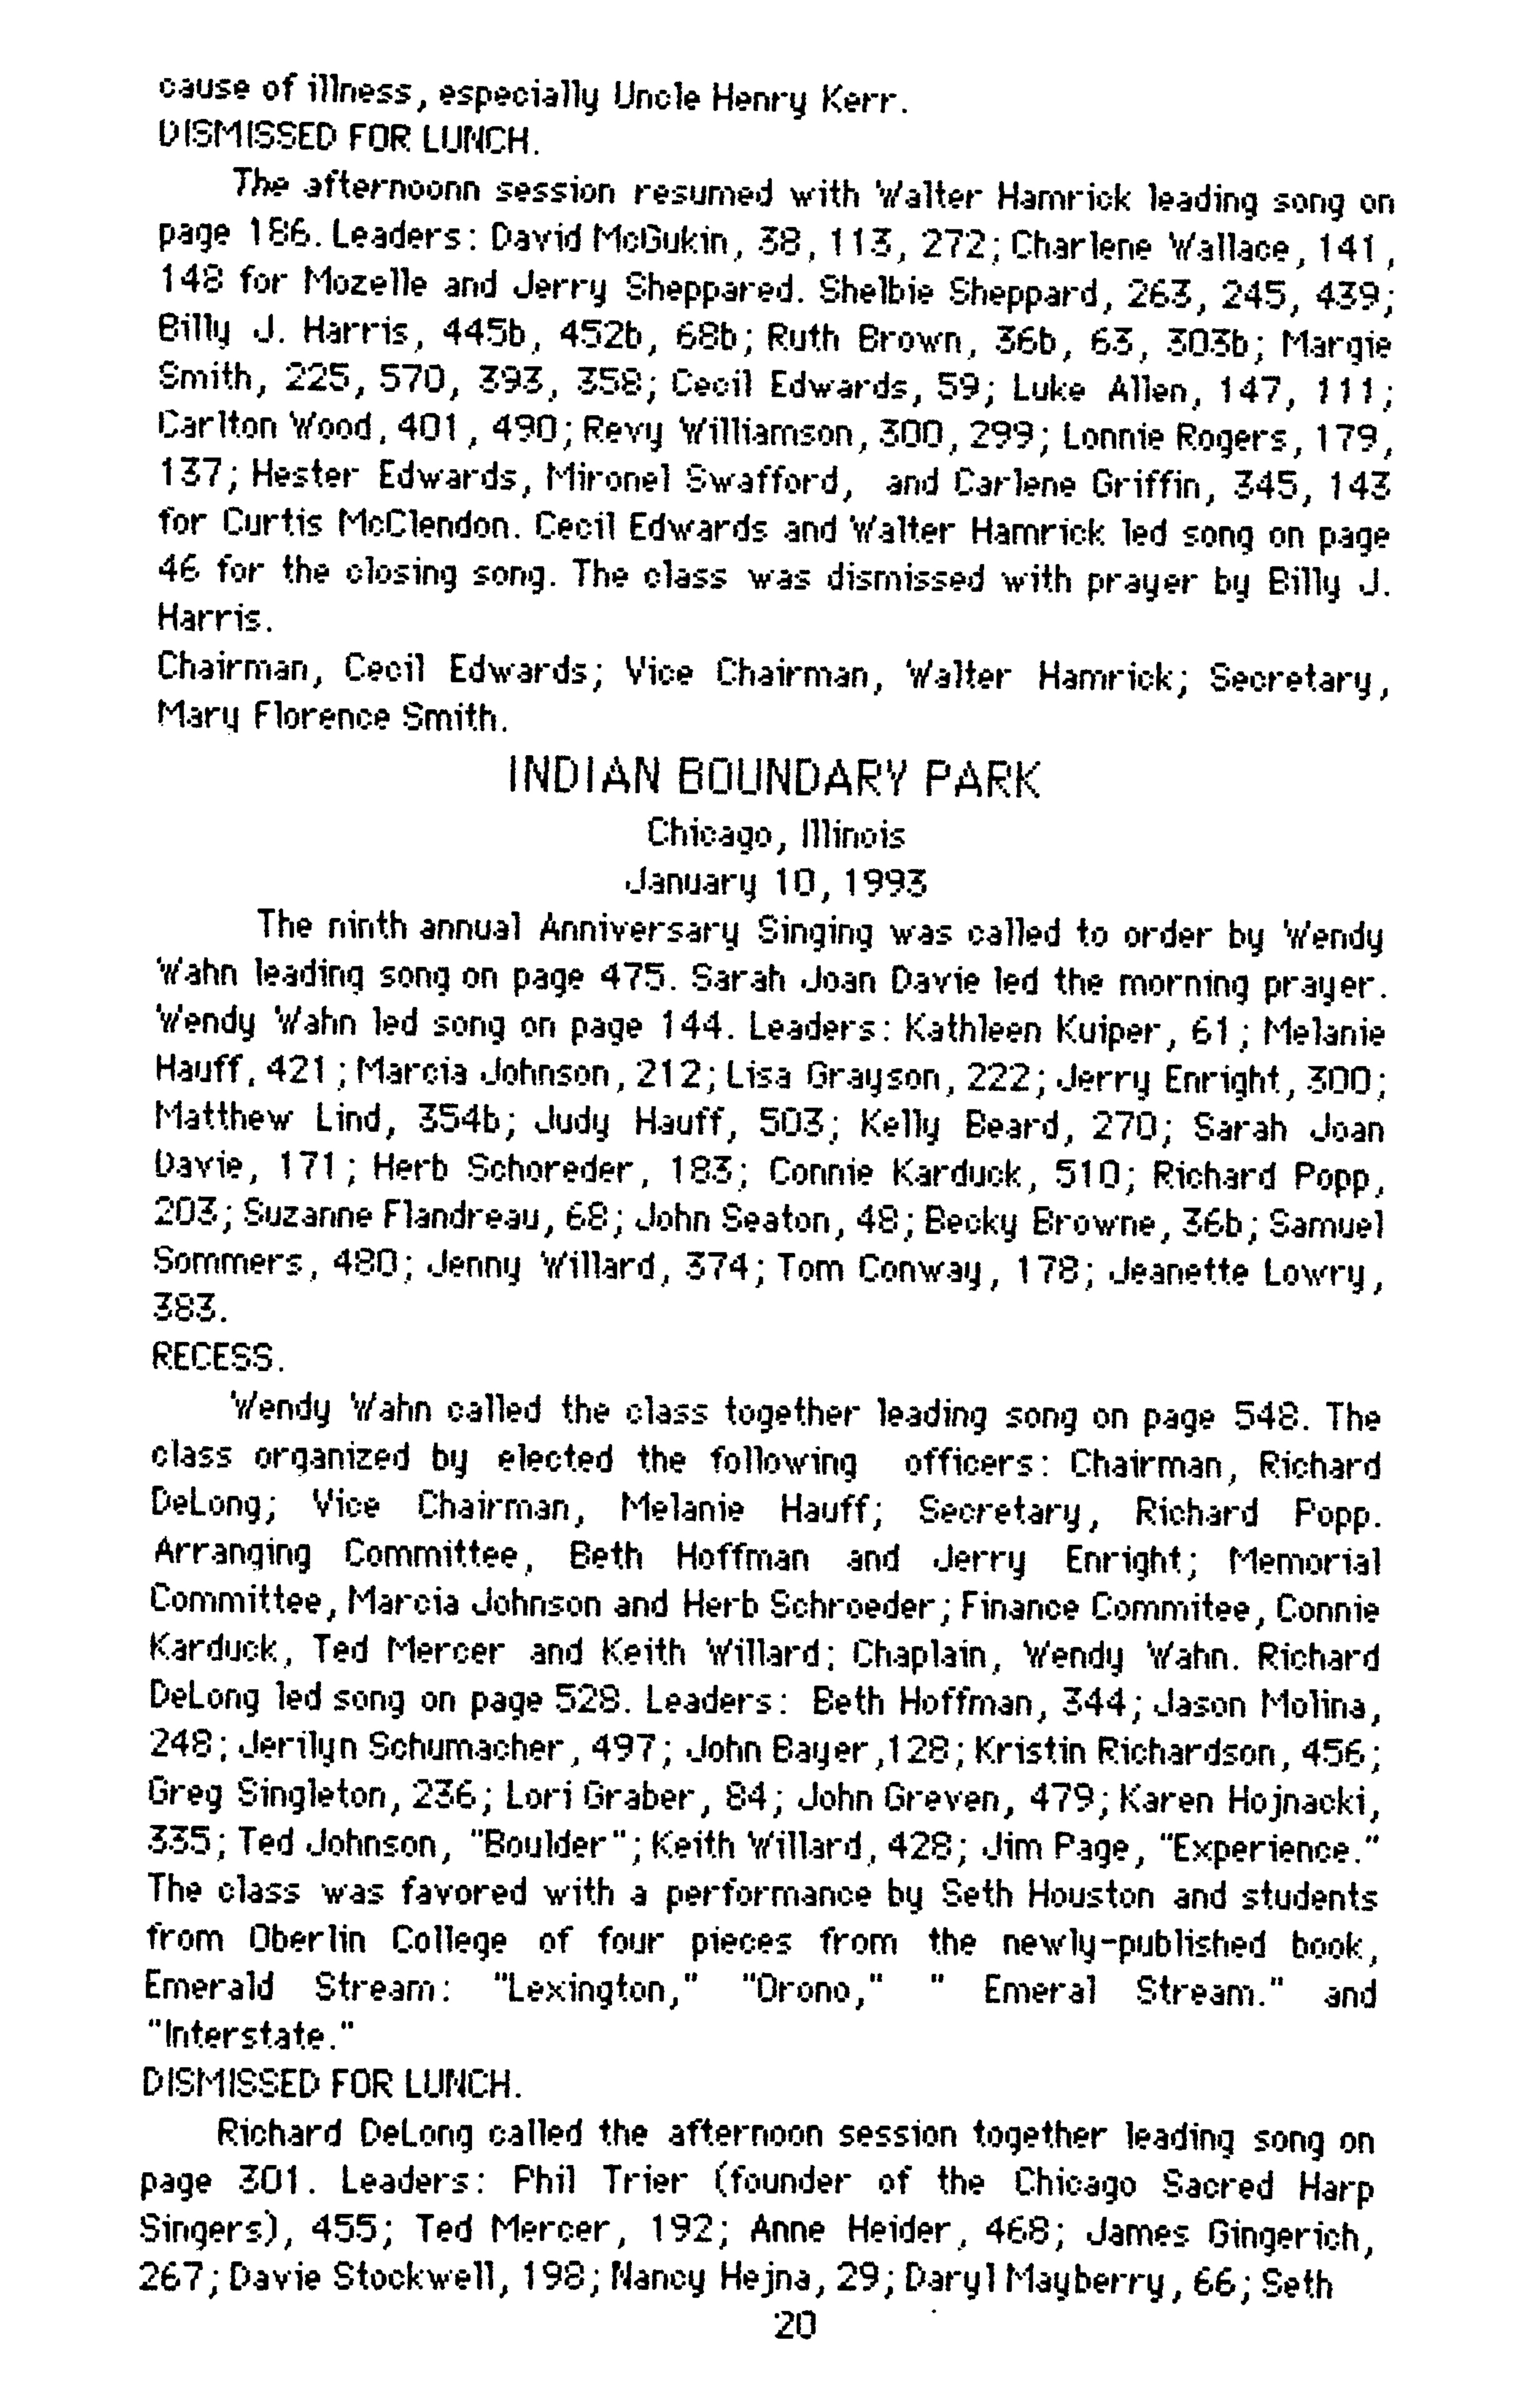 cause of illness, especially Uncle Henry Kerr.
DISMISSED FOR LUNCH.
The afternoonn session resumed with Walter Hamrick leading song on
page 186. Leaders: David McGukin, 38, 113, 272; Charlene Wallace, 141,
148 for Mozelle and Jerry Sheppared. Shelbie Sheppard, 263, 245, 439;
Billy J. Harris, 445b, 452b, 68b; Ruth Brown, 36b, 63, 303b; Margie
Smith, 225, 570, 393, 358; Cecil Edwards, 59; Luke Allen, 147, 111;
Carlton Wood, 401, 490; Revy Williamson, 300, 299; Lonnie Rogers, 179,
137; Hester Edwards, Mironel Swafford, and Carlene Griffin, 345, 143
for Curtis McClendon. Cecil Edwards and Walter Hamrick led song on page
46 for the closing song. The class was dismissed with prayer by Billy J.
Harris.
Chairman, Cecil Edwards; Vice Chairman, Walter Hamrick; Secretary,
Mary Florence Smith.
INDIAN BOUNDARY PARK
Chicago, Illinois
January 10, 1993
The ninth annual Anniversary Singing was called to order by Wendy
Wahn leading song on page 475. Sarah Joan Davie led the morning prayer.
Wendy Wahn led song on page 144. Leaders: Kathleen Kuiper, 61; Melanie
Hauff, 421; Marcia Johnson, 212; Lisa Grayson, 222; Jerry Enright, 300;
Matthew Lind, 354b; Judy Hauff, 503; Kelly Beard, 270; Sarah Joan
Davie, 171; Herb Schoreder, 183; Connie Karduck, 510; Richard Popp,
203; Suzanne Flandreau, 68; John Seaton, 48; Becky Browne, 36b; Samuel
Sommers, 480; Jenny Willard, 374; Tom Conway, 178; Jeanette Lowry,
383.
RECESS.
Wendy Wahn called the class together leading song on page 548. The
class organized by elected the following officers: Chairman, Richard
DeLong; Vice Chairman, Melanie Hauff; Secretary, Richard Popp.
Arranging Committee, Beth Hoffman and Jerry Enright; Memorial
Committee, Marcia Johnson and Herb Schroeder; Finance Commitee, Connie
Karduck, Ted Mercer and Keith Willard; Chaplain, Wendy Wahn. Richard
DeLong led song on page 528. Leaders: Beth Hoffman, 344; Jason Molina,
248; Jerilyn Schumacher, 497; John Bayer,128; Kristin Richardson, 456;
Greg Singleton, 236; Lori Graber, 84; John Greven, 479; Karen Hojnacki,
335; Ted Johnson, "Boulder"; Keith Willard, 428; Jim Page, "Experience."
The class was favored with a performance by Seth Houston and students
from Oberlin College of four pieces from the newly-published book,
Emerald Stream: "Lexington," "Orono," " Emeral Stream." and
"Interstate."
DISMISSED FOR LUNCH.
Richard DeLong called the afternoon session together leading song on
page 301. Leaders: Phil Trier (founder of the Chicago Sacred Harp
Singers), 455; Ted Mercer, 192; Anne Heider, 468; James Gingerich,
267; Davie Stockwell, 198; Nancy Hejna, 29; Daryl Mayberry, 66; Seth
20